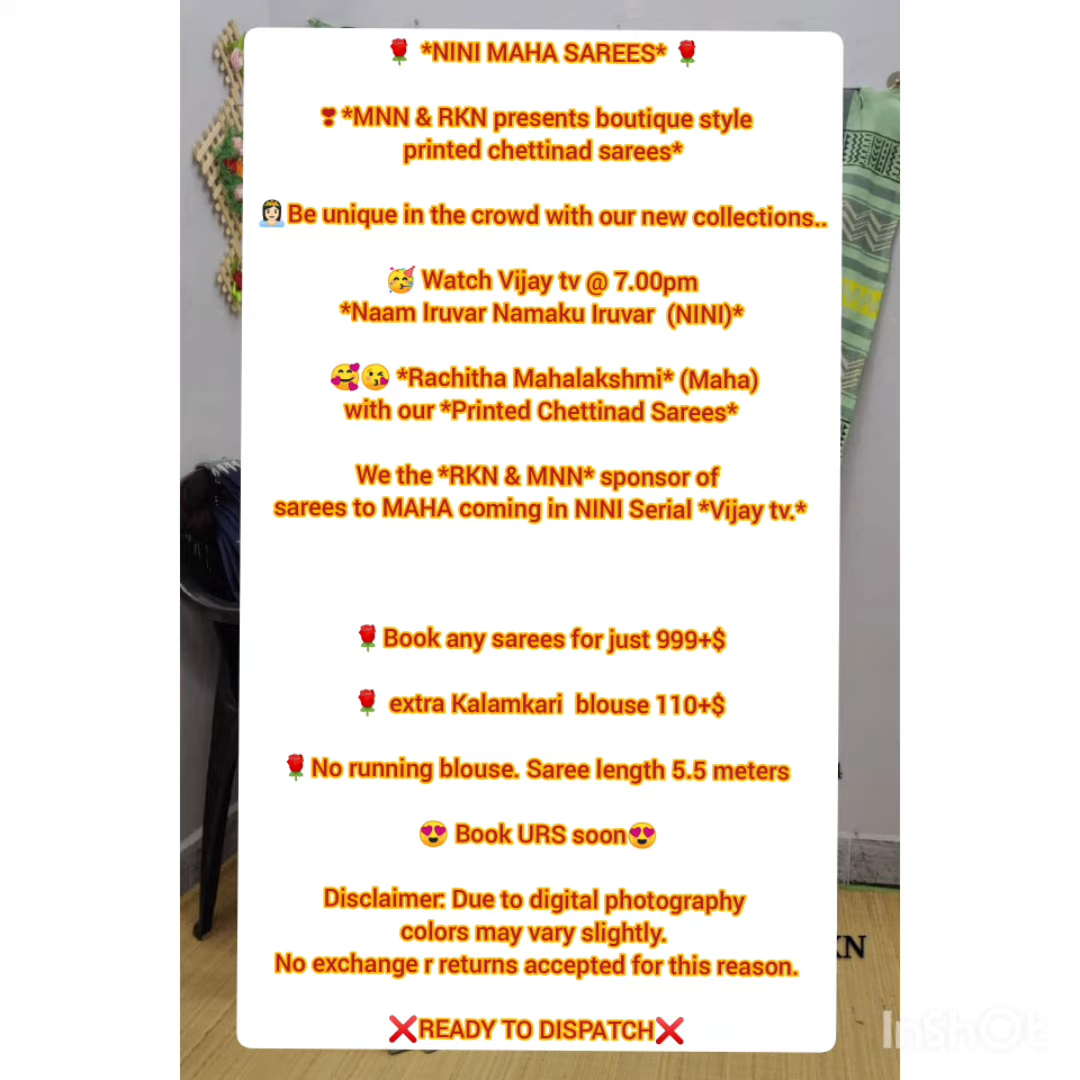 🌹 *NINI MAHA SAREES* 🌹
❣*MNN & RKN presents boutique style
printed chettinad sarees*
👸🏻Be unique in the crowd with our new collections..
🥳 Watch Vijay tv @ 7.00pm
*Naam Iruvar Namaku Iruvar (NINI)*
🥰😘 *Rachitha Mahalakshmi* (Maha)
with our *Printed Chettinad Sarees*
We the *RKN & MNN* sponsor of
sarees to MAHA coming in NINI Serial *Vijay tv.*
🌹Book any sarees for just 999+$
🌹 extra Kalamkari blouse 110+$
🌹No running blouse. Saree length 5.5 meters
😍 Book URS soon😍
Disclaimer: Due to digital photography
colors may vary slightly.
No exchange r returns accepted for this reason.
❌READY TO DISPATCH❌
InShOt